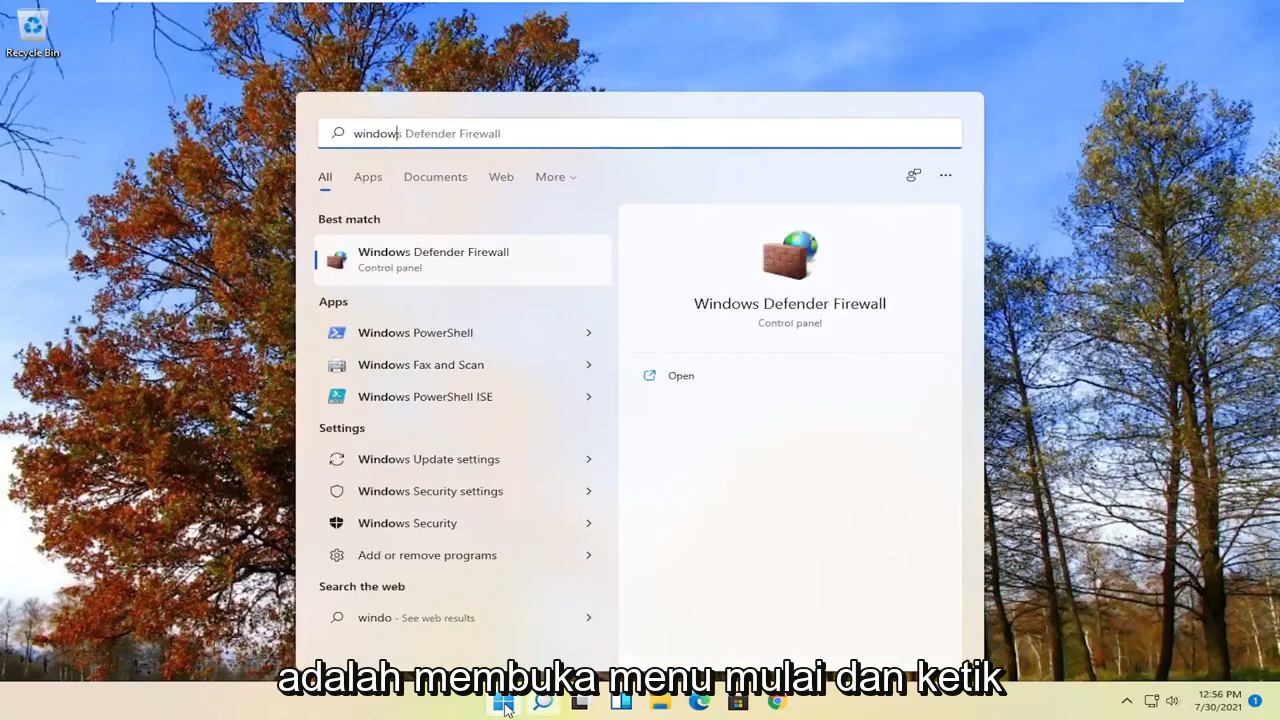 Recycle Bin
windows Defender Firewall
All Apps Documents Web More
Best match
Windows Defender Firewall
Control panel
Apps
Windows PowerShell
Windows Fax and Scan
Windows PowerShell ISE
Settings
Windows Update settings
Windows Security settings
Windows Security
Add or remove programs
Search the web
windo - See web results
Windows Defender Firewall
Control panel
Open
adalah membuka menu mulai dan ketik
12:56 PM
7/30/2021
1